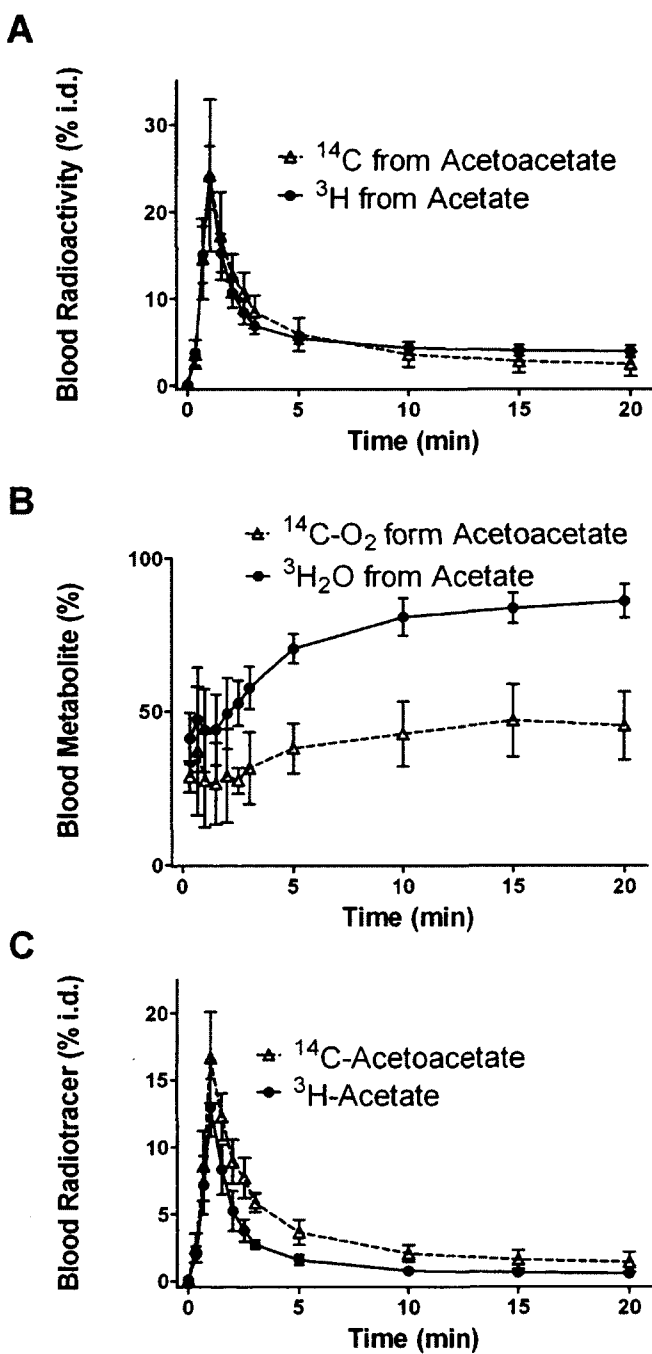 A
Blood Radioactivity (% i.d.)
30
20
10
0
¹⁴C from Acetoacetate
³H from Acetate
0 5 10 15 20
Time (min)
B
Blood Metabolite (%)
100
50
0
¹⁴C-O₂ form Acetoacetate
³H₂O from Acetate
0 5 10 15 20
Time (min)
C
Blood Radiotracer (% i.d.)
20
15
10
5
0
¹⁴C-Acetoacetate
³H-Acetate
0 5 10 15 20
Time (min)